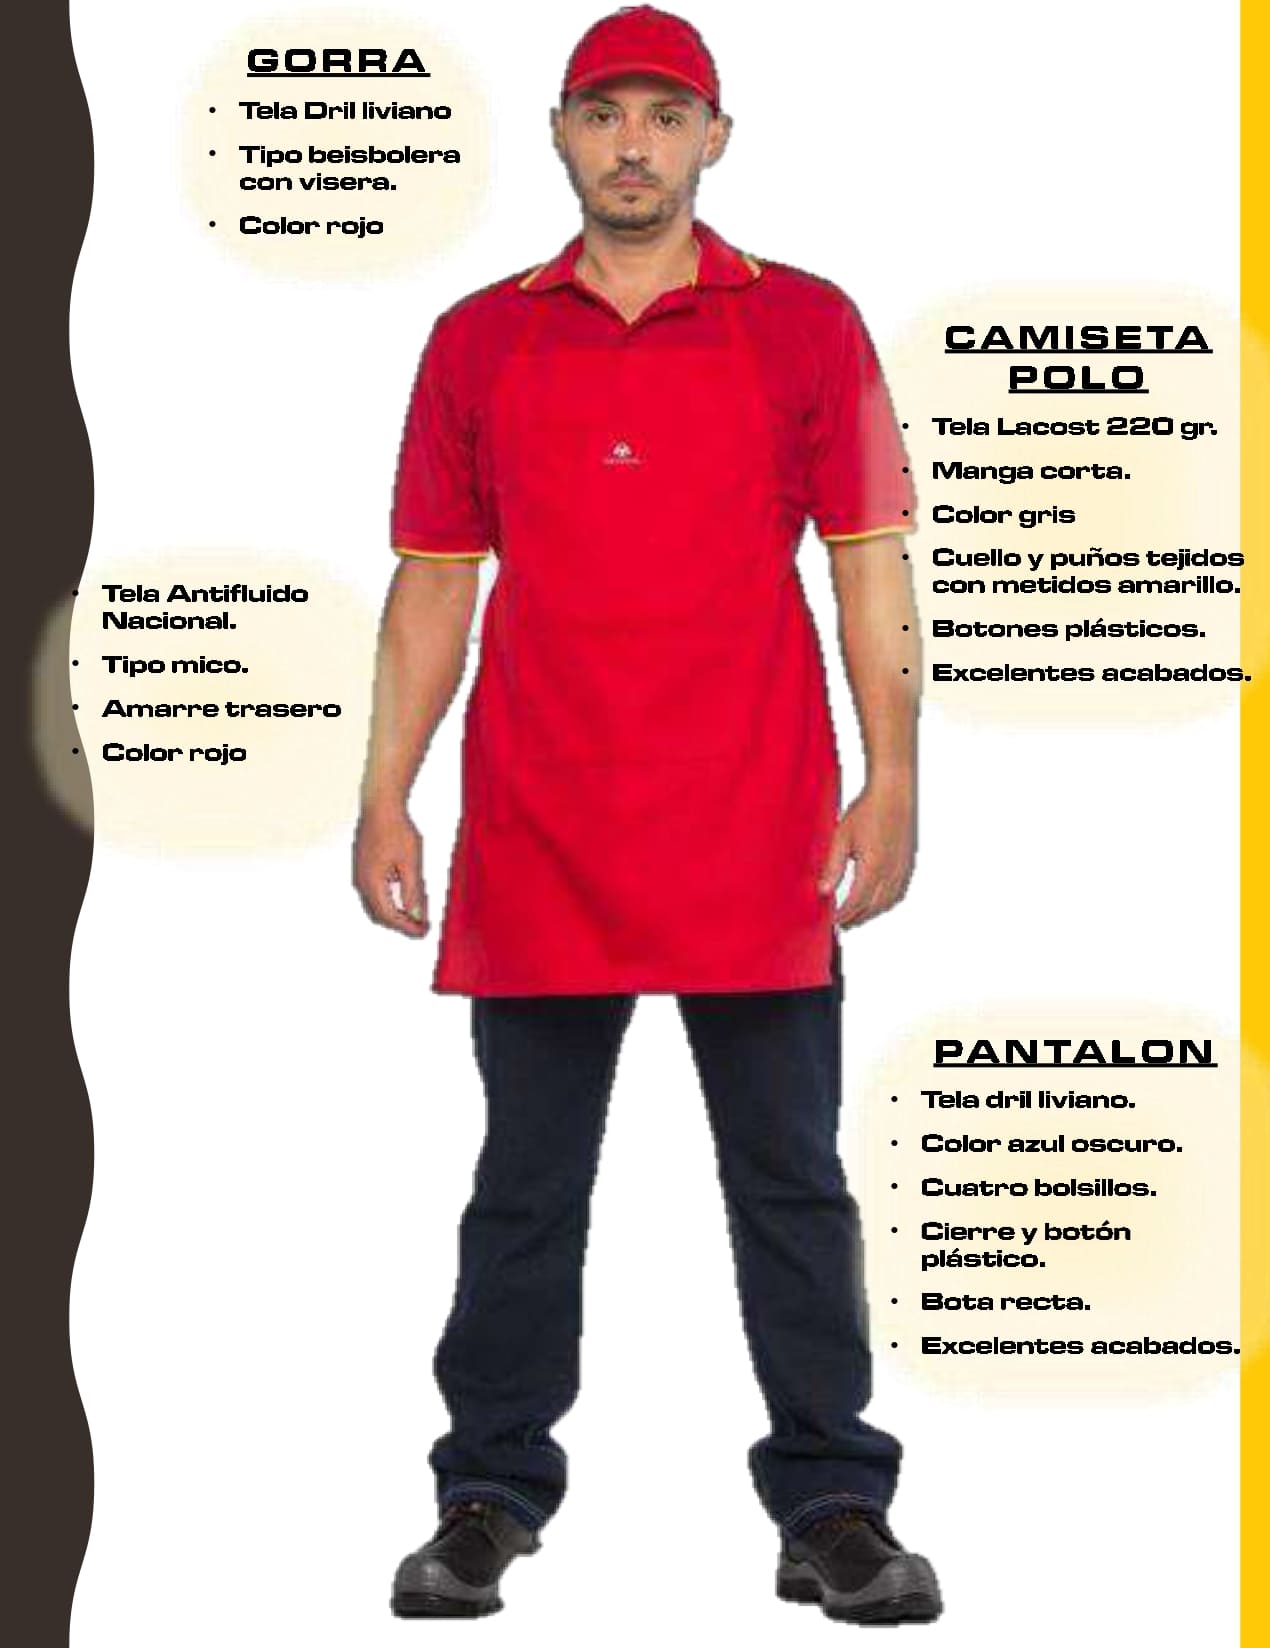 GORRA
• Tela Dril liviano
• Tipo beisbolera
con visera.
• Color rojo
CAMISETA
POLO
• Tela Lacost 220 gr.
• Manga corta.
• Color gris
• Cuello y puños tejidos
con metidos amarillo.
• Botones plásticos.
• Excelentes acabados.
• Tela Antifluido
Nacional.
• Tipo mico.
• Amarre trasero
• Color rojo
PANTALON
• Tela dril liviano.
• Color azul oscuro.
• Cuatro bolsillos.
• Cierre y botón
plástico.
• Bota recta.
• Excelentes acabados.